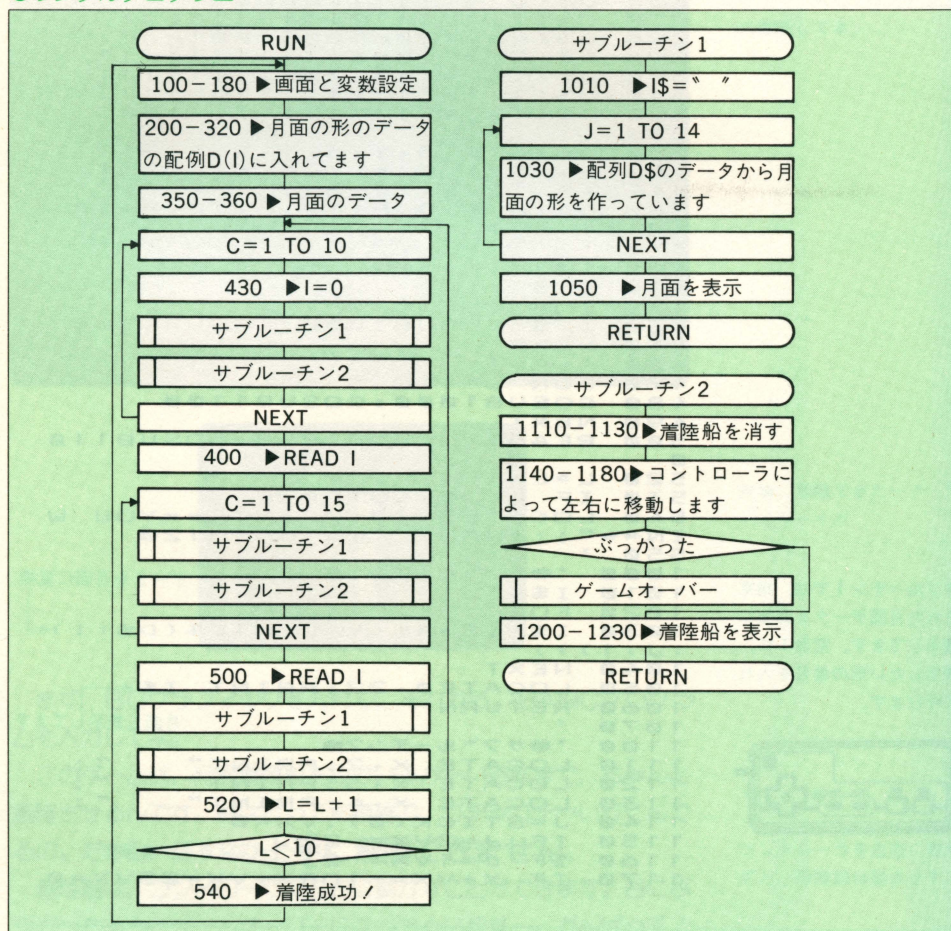 RUN
100-180▶画面と変数設定
200-320▶月面の形のデータ
の配例D(I)に入れてます
350-360▶月面のデータ
C=1 TO 10
430 ▶I=0
サブルーチン1
サブルーチン2
NEXT
400 ▶READ I
C=1 TO 15
サブルーチン1
サブルーチン2
NEXT
500 ▶READ I
サブルーチン1
サブルーチン2
520 ▶L=L+1
L<10
540 ▶着陸成功!
サブルーチン1
1010 ▶I$=〝 〞
J=1 TO 14
1030 ▶配列D$のデータから月
面の形を作っています
NEXT
1050 ▶月面を表示
RETURN
サブルーチン2
1110-1130▶着陸船を消す
1140-1180▶コントローラに
よって左右に移動します
ぶっかった
ゲームオーバー
1200-1230▶着陸船を表示
RETURN